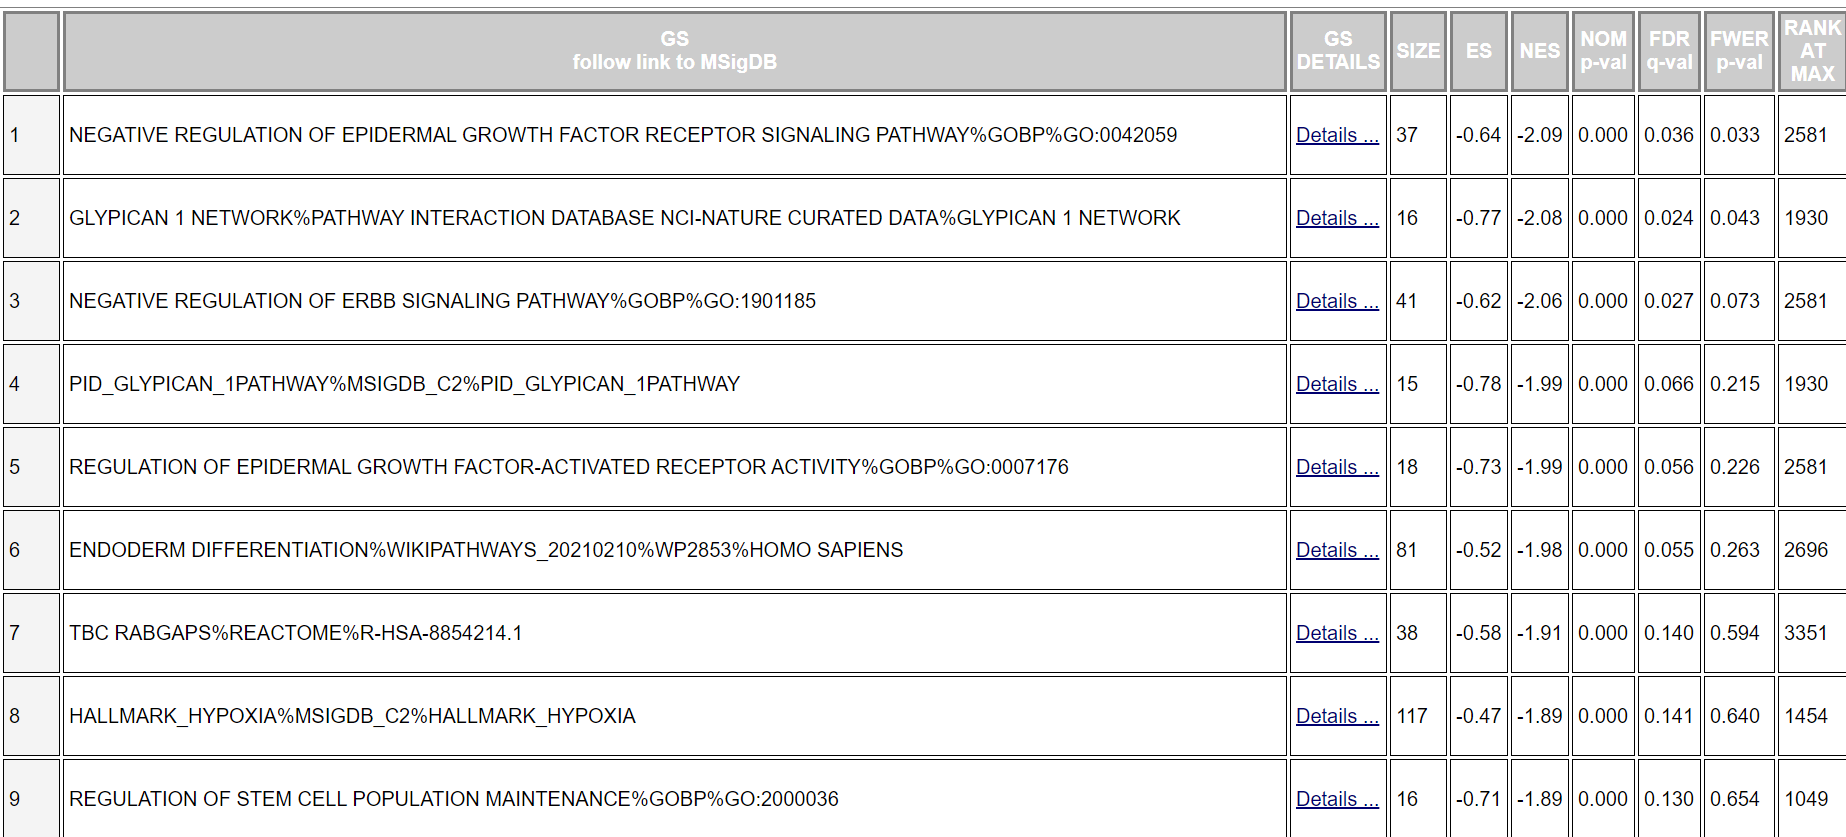 GS follow link to MSigDB GS DETAILS SIZE ES NES NOM p-val FDR q-val FWER p-val RANK AT MAX
1 NEGATIVE REGULATION OF EPIDERMAL GROWTH FACTOR RECEPTOR SIGNALING PATHWAY%GOBP%GO:0042059 Details ... 37 -0.64 -2.09 0.000 0.036 0.033 2581
2 GLYPICAN 1 NETWORK%PATHWAY INTERACTION DATABASE NCI-NATURE CURATED DATA%GLYPICAN 1 NETWORK Details ... 16 -0.77 -2.08 0.000 0.024 0.043 1930
3 NEGATIVE REGULATION OF ERBB SIGNALING PATHWAY%GOBP%GO:1901185 Details ... 41 -0.62 -2.06 0.000 0.027 0.073 2581
4 PID_GLYPICAN_1PATHWAY%MSIGDB_C2%PID_GLYPICAN_1PATHWAY Details ... 15 -0.78 -1.99 0.000 0.066 0.215 1930
5 REGULATION OF EPIDERMAL GROWTH FACTOR-ACTIVATED RECEPTOR ACTIVITY%GOBP%GO:0007176 Details ... 18 -0.73 -1.99 0.000 0.056 0.226 2581
6 ENDODERM DIFFERENTIATION%WIKIPATHWAYS_20210210%WP2853%HOMO SAPIENS Details ... 81 -0.52 -1.98 0.000 0.055 0.263 2696
7 TBC RABGAPS%REACTOME%R-HSA-8854214.1 Details ... 38 -0.58 -1.91 0.000 0.140 0.594 3351
8 HALLMARK_HYPOXIA%MSIGDB_C2%HALLMARK_HYPOXIA Details ... 117 -0.47 -1.89 0.000 0.141 0.640 1454
9 REGULATION OF STEM CELL POPULATION MAINTENANCE%GOBP%GO:2000036 Details ... 16 -0.71 -1.89 0.000 0.130 0.654 1049